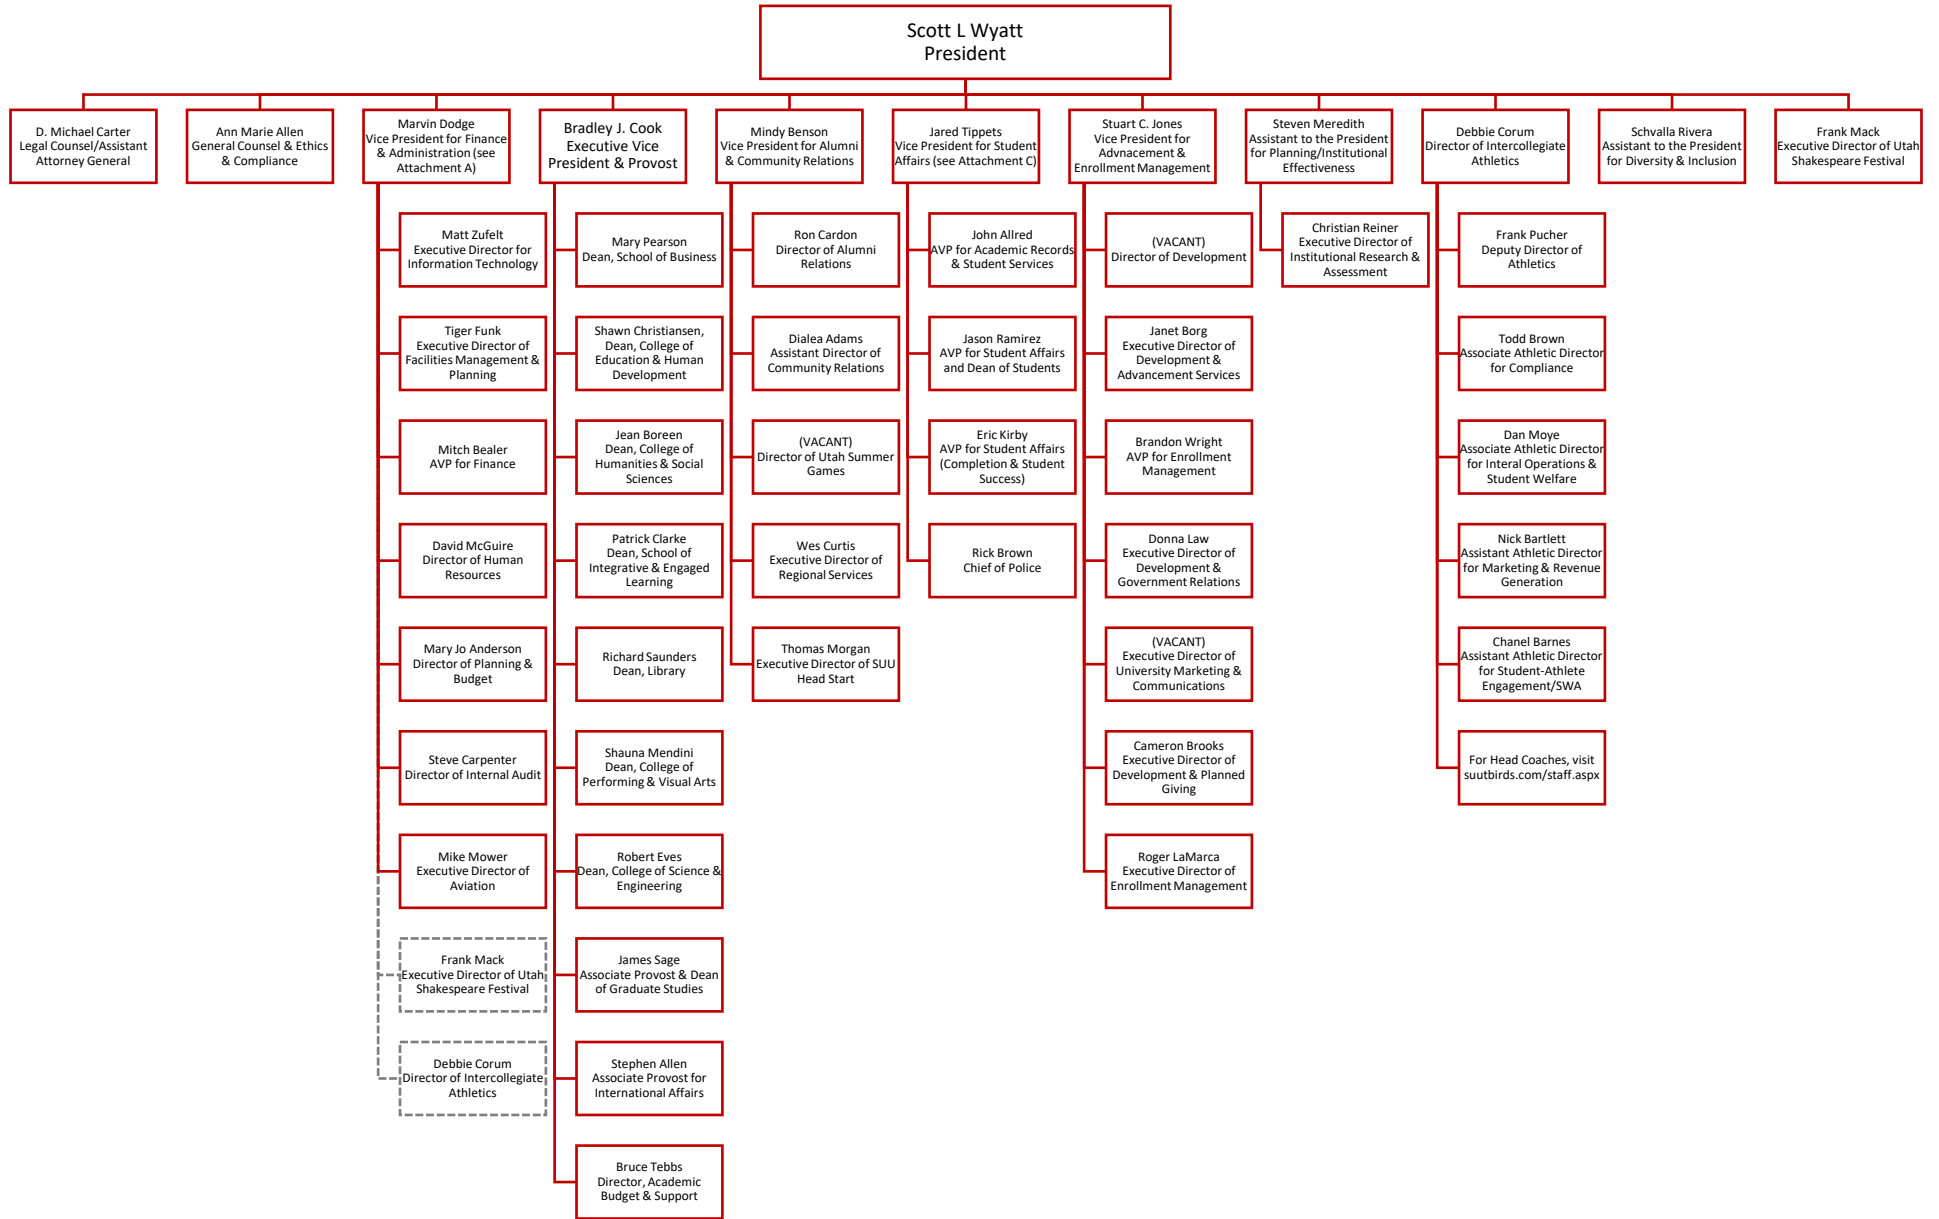 Scott L Wyatt
President
D. Michael Carter
Legal Counsel/Assistant
Attorney General
Ann Marie Allen
General Counsel & Ethics
& Compliance
Marvin Dodge
Vice President for Finance
& Administration (see
Attachment A)
Bradley J. Cook
Executive Vice
President & Provost
Mindy Benson
Vice President for Alumni
& Community Relations
Jared Tippets
Vice President for Student
Affairs (see Attachment C)
Stuart C. Jones
Vice President for
Advnacement &
Enrollment Management
Steven Meredith
Assistant to the President
for Planning/Institutional
Effectiveness
Debbie Corum
Director of Intercollegiate
Athletics
Schvalla Rivera
Assistant to the President
for Diversity & Inclusion
Frank Mack
Executive Director of Utah
Shakespeare Festival
Matt Zufelt
Executive Director for
Information Technology
Tiger Funk
Executive Director of
Facilities Management &
Planning
Mitch Bealer
AVP for Finance
David McGuire
Director of Human
Resources
Mary Jo Anderson
Director of Planning &
Budget
Steve Carpenter
Director of Internal Audit
Mike Mower
Executive Director of
Aviation
Frank Mack
Executive Director of Utah
Shakespeare Festival
Debbie Corum
Director of Intercollegiate
Athletics
Mary Pearson
Dean, School of Business
Shawn Christiansen,
Dean, College of
Education & Human
Development
Jean Boreen
Dean, College of
Humanities & Social
Sciences
Patrick Clarke
Dean, School of
Integrative & Engaged
Learning
Richard Saunders
Dean, Library
Shauna Mendini
Dean, College of
Performing & Visual Arts
Robert Eves
Dean, College of Science &
Engineering
James Sage
Associate Provost & Dean
of Graduate Studies
Stephen Allen
Associate Provost for
International Affairs
Bruce Tebbs
Director, Academic
Budget & Support
Ron Cardon
Director of Alumni
Relations
Dialea Adams
Assistant Director of
Community Relations
(VACANT)
Director of Utah Summer
Games
Wes Curtis
Executive Director of
Regional Services
Thomas Morgan
Executive Director of SUU
Head Start
John Allred
AVP for Academic Records
& Student Services
Jason Ramirez
AVP for Student Affairs
and Dean of Students
Eric Kirby
AVP for Student Affairs
(Completion & Student
Success)
Rick Brown
Chief of Police
(VACANT)
Director of Development
Janet Borg
Executive Director of
Development &
Advancement Services
Brandon Wright
AVP for Enrollment
Management
Donna Law
Executive Director of
Development &
Government Relations
(VACANT)
Executive Director of
University Marketing &
Communications
Cameron Brooks
Executive Director of
Development & Planned
Giving
Roger LaMarca
Executive Director of
Enrollment Management
Christian Reiner
Executive Director of
Institutional Research &
Assessment
Frank Pucher
Deputy Director of
Athletics
Todd Brown
Associate Athletic Director
for Compliance
Dan Moye
Associate Athletic Director
for Interal Operations &
Student Welfare
Nick Bartlett
Assistant Athletic Director
for Marketing & Revenue
Generation
Chanel Barnes
Assistant Athletic Director
for Student-Athlete
Engagement/SWA
For Head Coaches, visit
suutbirds.com/staff.aspx